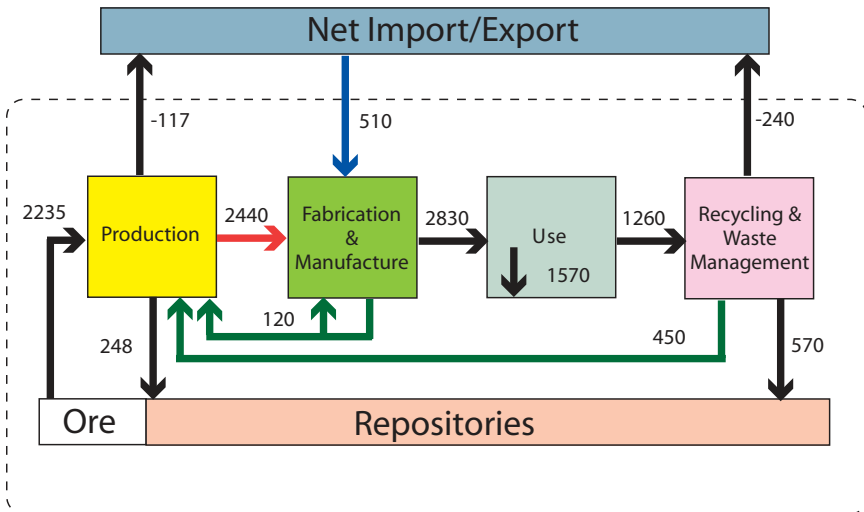 Net Import/Export
-117
510
-240
2235
Production
2440
Fabrication
&
Manufacture
2830
Use
1570
1260
Recycling &
Waste
Management
248
120
450
570
Ore
Repositories